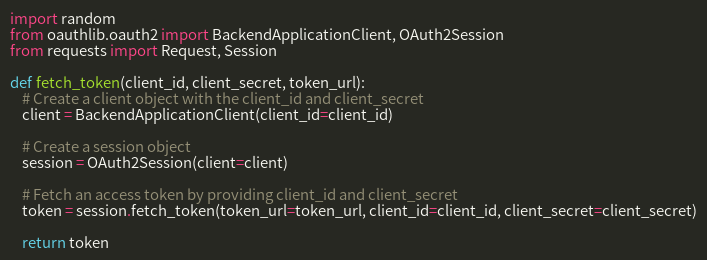 import random
from oauthlib.oauth2 import BackendApplicationClient, OAuth2Session
from requests import Request, Session

def fetch_token(client_id, client_secret, token_url):
    # Create a client object with the client_id and client_secret
    client = BackendApplicationClient(client_id=client_id)

    # Create a session object
    session = OAuth2Session(client=client)

    # Fetch an access token by providing client_id and client_secret
    token = session.fetch_token(token_url=token_url, client_id=client_id, client_secret=client_secret)

    return token